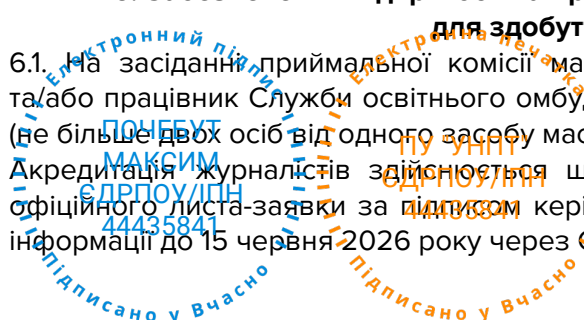 для здобут
6.1. На засіданні приймальної комісії ма
та/або працівник Служби освітнього омбу
(не більше двох осіб від одного засобу мас
Акредитація журналістів здійснюється ш
офіційного листа-заявки за підписом кері
інформації до 15 червня 2026 року через
Електронний підпис
ПОЧЕБУТ
МАКСИМ
ЄДРПОУ/ІПН
44435841
Підписано у Вчасно
Електронна печатка
ПУ "УНПТ"
ЄДРПОУ/ІПН
44435841
Підписано у Вчасно